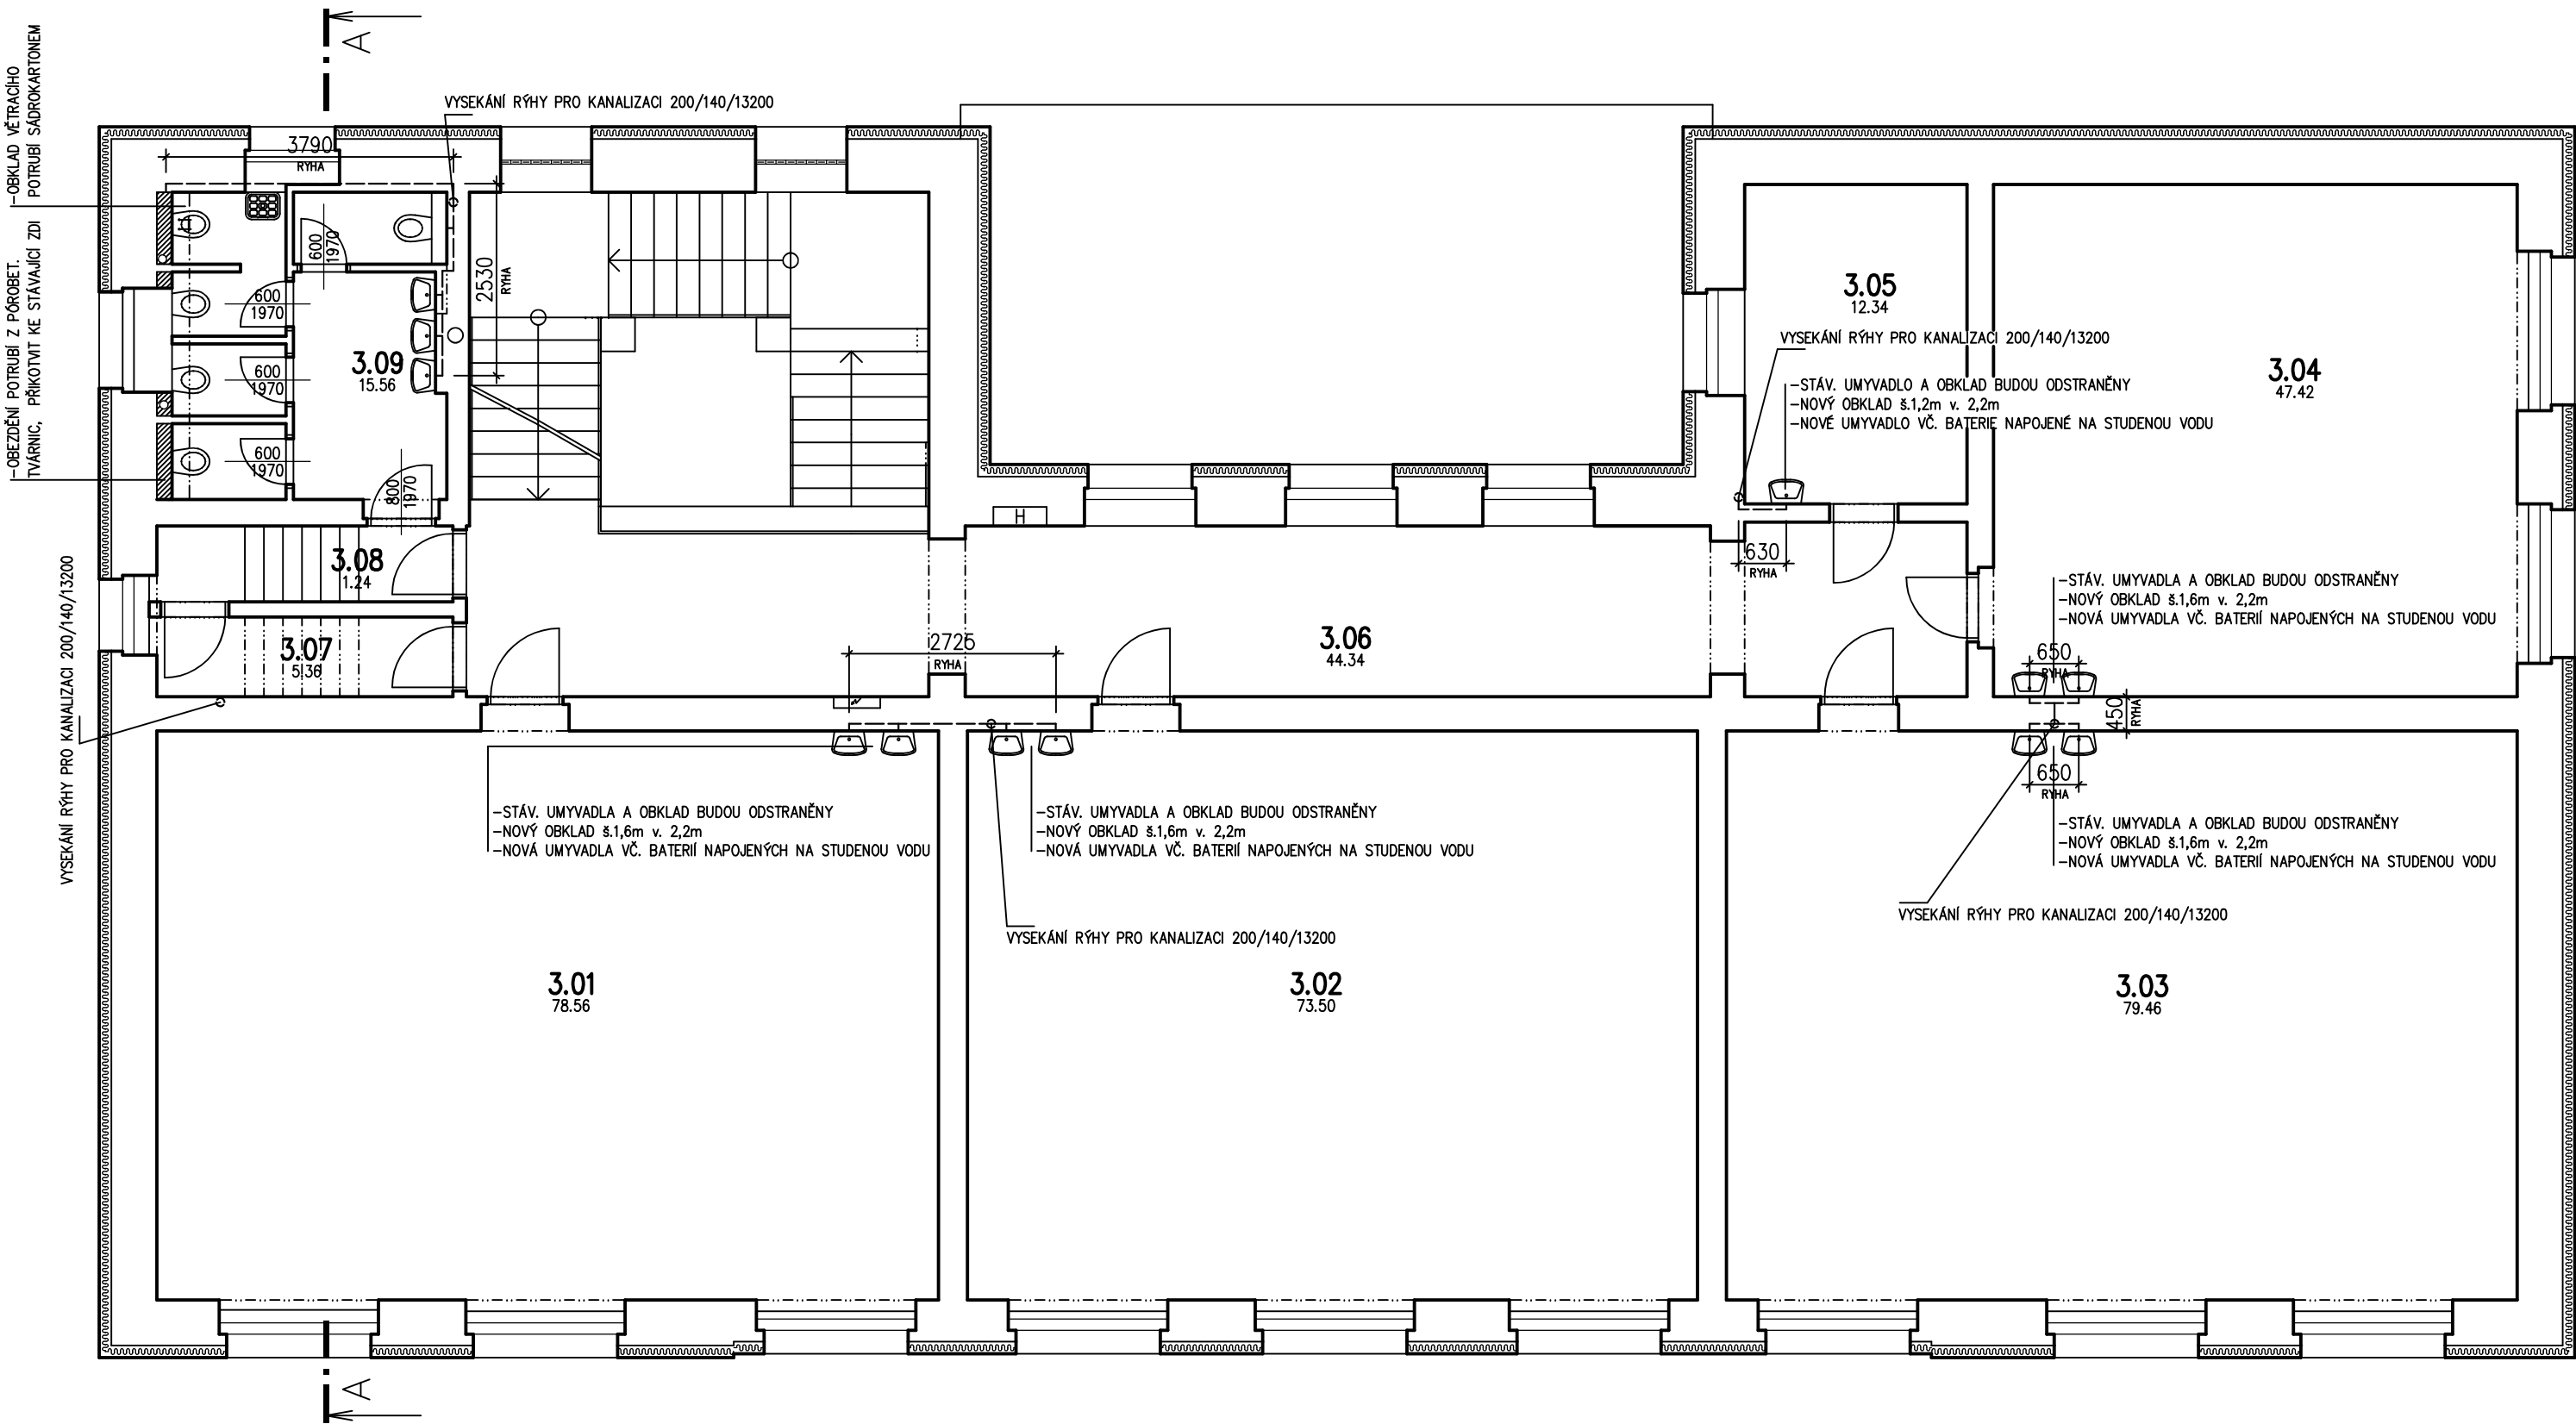 A
-OBKLAD VĚTRACÍHO
POTRUBÍ SÁDROKARTONEM
-OBEZDĚNÍ POTRUBÍ Z PÓROBET.
TVÁRNIC, PŘIKOTVIT KE STÁVAJÍCÍ ZDI
VYSEKÁNÍ RÝHY PRO KANALIZACI 200/140/13200
3790
RYHA
H
600
1970
2530
RYHA
600
1970
3.09
15.56
600
1970
600
1970
800
1970
3.05
12.34
VYSEKÁNÍ RÝHY PRO KANALIZACI 200/140/13200
-STÁV. UMYVADLO A OBKLAD BUDOU ODSTRANĚNY
-NOVÝ OBKLAD š.1,2m v. 2,2m
-NOVÉ UMYVADLO VČ. BATERIE NAPOJENÉ NA STUDENOU VODU
3.04
47.42
H
630
RYHA
3.08
1.24
3.07
5.36
VYSEKÁNÍ RÝHY PRO KANALIZACI 200/140/13200
2725
RYHA
3.06
44.34
-STÁV. UMYVADLA A OBKLAD BUDOU ODSTRANĚNY
-NOVÝ OBKLAD š.1,6m v. 2,2m
-NOVÁ UMYVADLA VČ. BATERIÍ NAPOJENÝCH NA STUDENOU VODU
650
RYHA
450
RYHA
650
RYHA
-STÁV. UMYVADLA A OBKLAD BUDOU ODSTRANĚNY
-NOVÝ OBKLAD š.1,6m v. 2,2m
-NOVÁ UMYVADLA VČ. BATERIÍ NAPOJENÝCH NA STUDENOU VODU
-STÁV. UMYVADLA A OBKLAD BUDOU ODSTRANĚNY
-NOVÝ OBKLAD š.1,6m v. 2,2m
-NOVÁ UMYVADLA VČ. BATERIÍ NAPOJENÝCH NA STUDENOU VODU
-STÁV. UMYVADLA A OBKLAD BUDOU ODSTRANĚNY
-NOVÝ OBKLAD š.1,6m v. 2,2m
-NOVÁ UMYVADLA VČ. BATERIÍ NAPOJENÝCH NA STUDENOU VODU
VYSEKÁNÍ RÝHY PRO KANALIZACI 200/140/13200
VYSEKÁNÍ RÝHY PRO KANALIZACI 200/140/13200
3.01
78.56
3.02
73.50
3.03
79.46
A